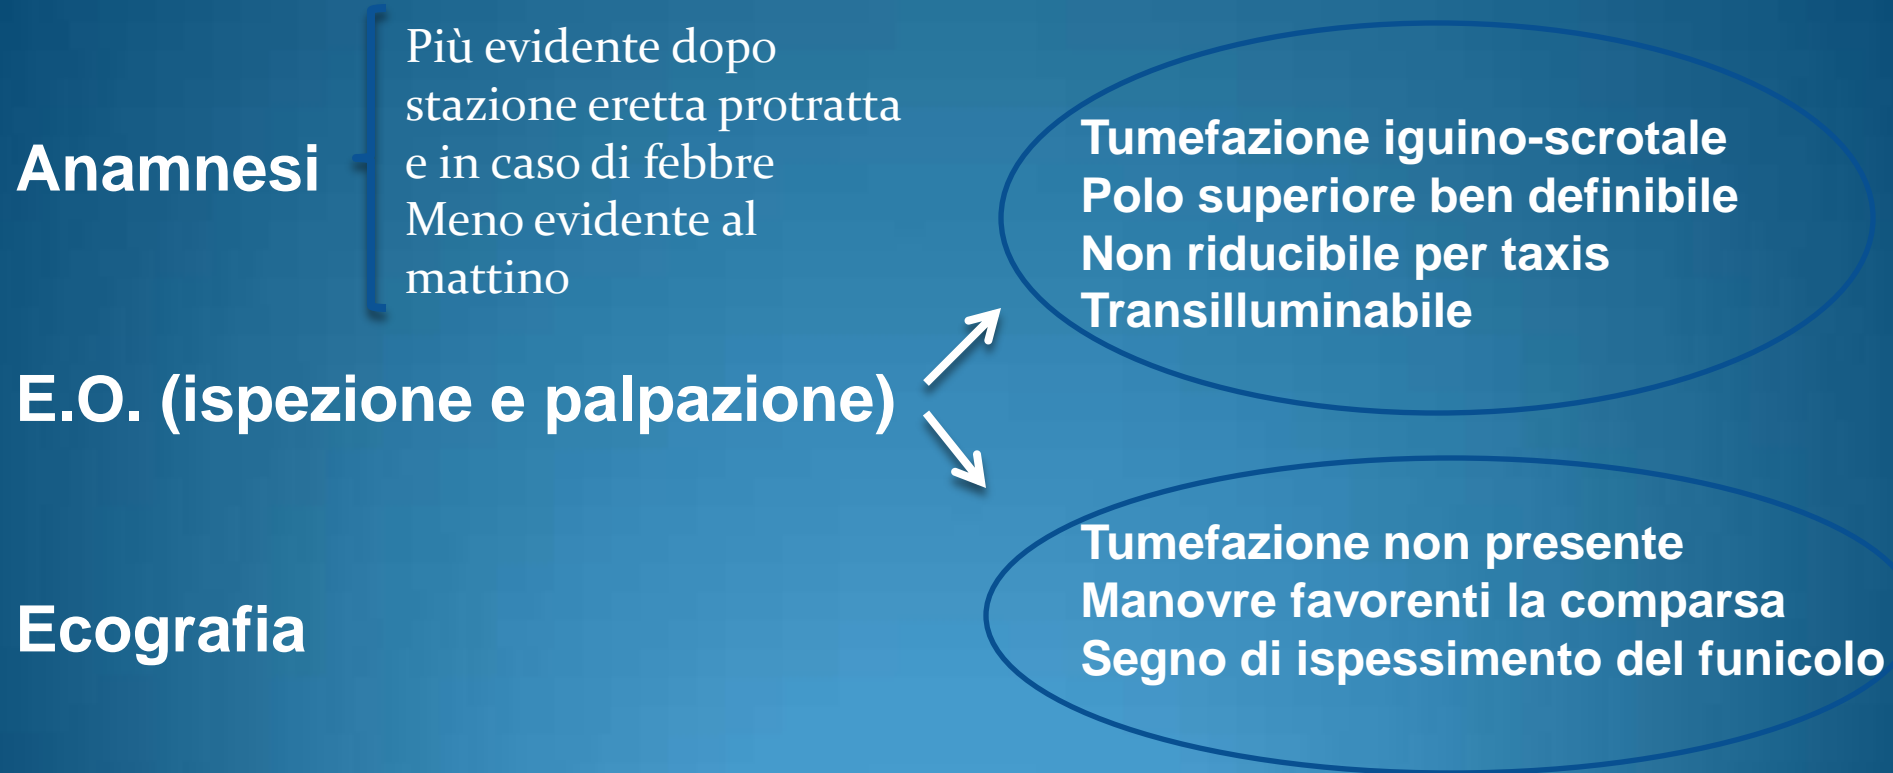 Anamnesi
Più evidente dopo
stazione eretta protratta
e in caso di febbre
Meno evidente al
mattino
E.O. (ispezione e palpazione)
Tumefazione iguino-scrotale
Polo superiore ben definibile
Non riducibile per taxis
Transilluminabile
Tumefazione non presente
Manovre favorenti la comparsa
Segno di ispessimento del funicolo
Ecografia